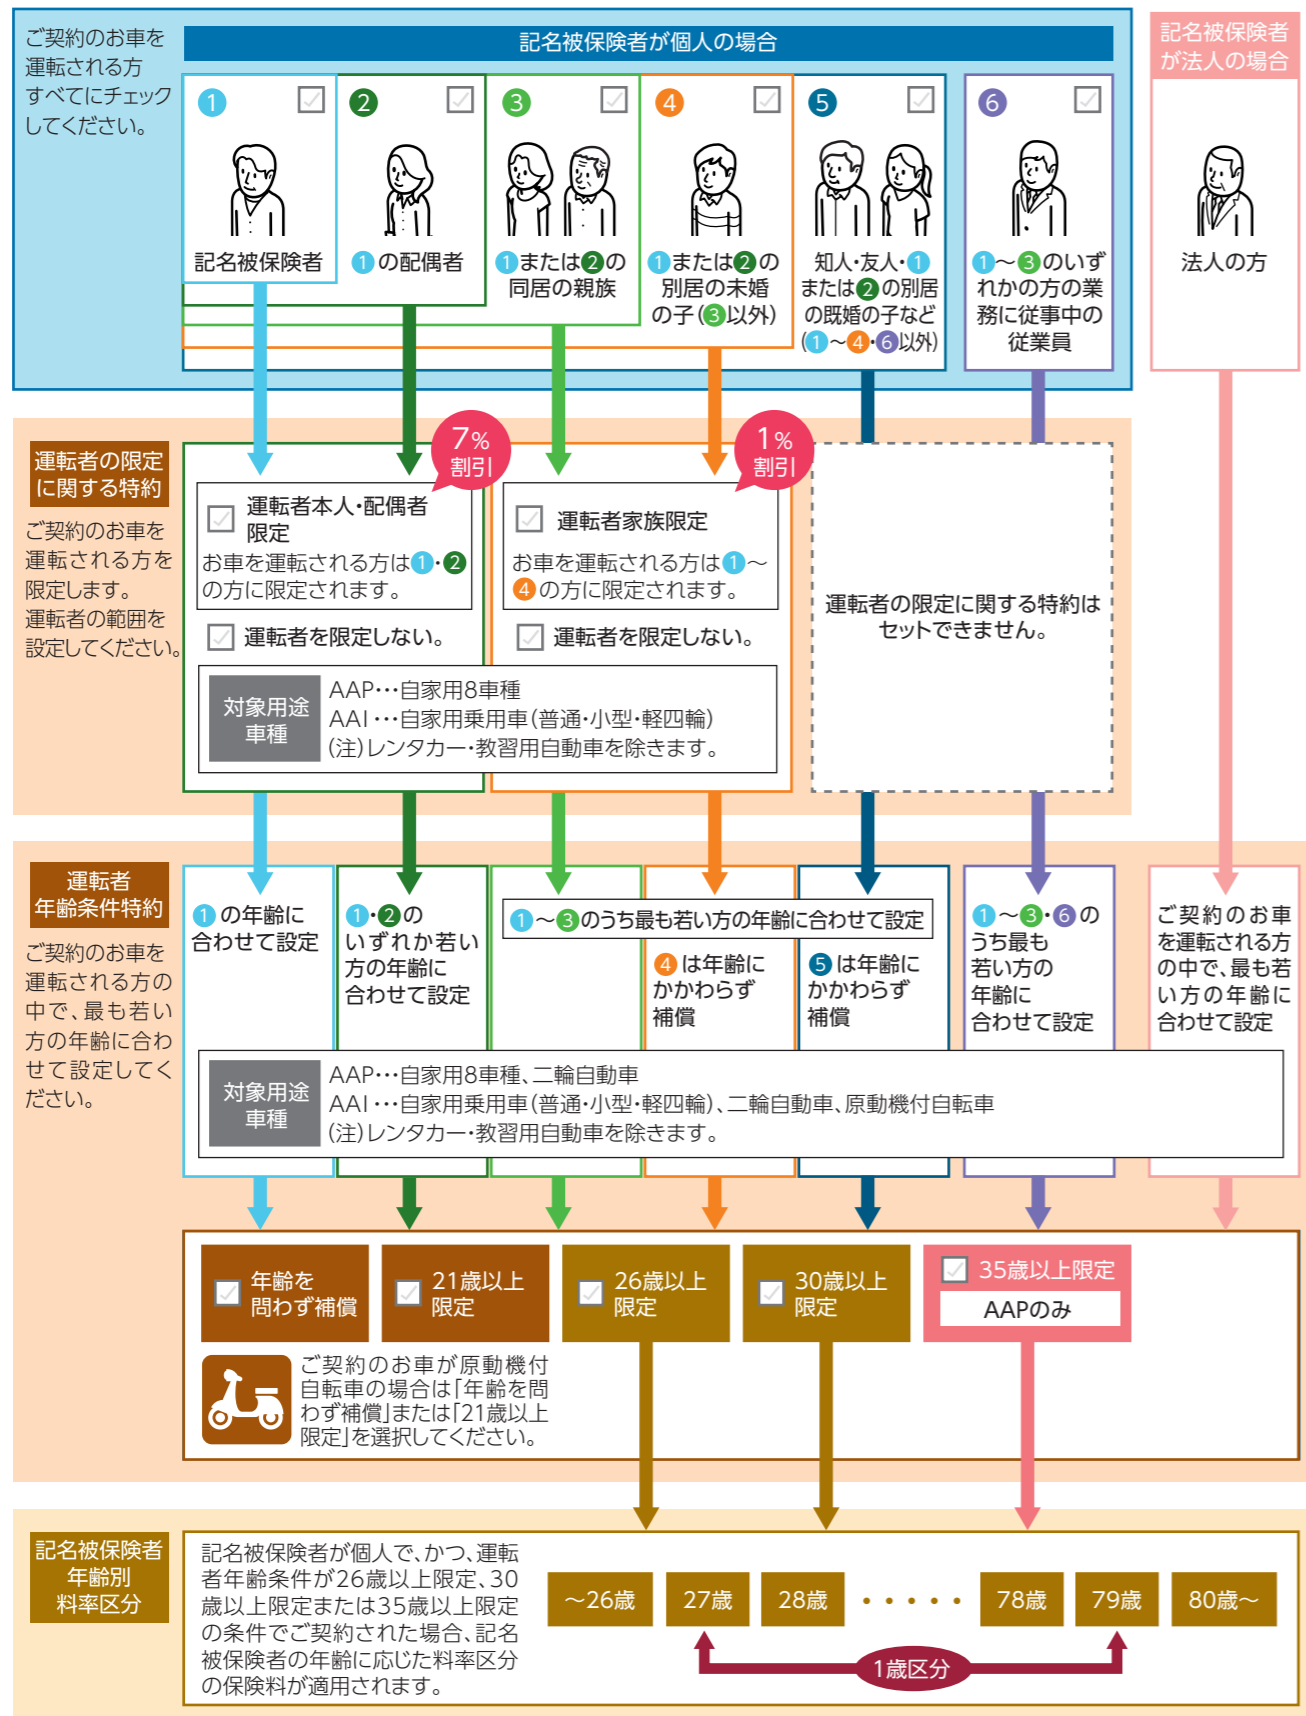 ご契約のお車を
運転される方
すべてにチェック
してください。
記名被保険者が個人の場合
1
記名被保険者
2
1の配偶者
3
1または2の
同居の親族
4
1または2の
別居の未婚
の子(3以外)
5
知人・友人・1
または2の別居
の既婚の子など
(1～4・6以外)
6
1～3のいず
れかの方の業
務に従事中の
従業員
記名被保険者
が法人の場合
法人の方
運転者の限定
に関する特約
ご契約のお車を
運転される方を
限定します。
運転者の範囲を
設定してください。
7%
割引
運転者本人・配偶者
限定
お車を運転される方は1・2
の方に限定されます。
運転者を限定しない。
1%
割引
運転者家族限定
お車を運転される方は1～
4の方に限定されます。
運転者を限定しない。
対象用途
車種
AAP…自家用8車種
AAI…自家用乗用車(普通・小型・軽四輪)
(注)レンタカー・教習用自動車を除きます。
運転者の限定に関する特約は
セットできません。
運転者
年齢条件特約
ご契約のお車を
運転される方の
中で、最も若い
方の年齢に合わ
せて設定してく
ださい。
1の年齢に
合わせて設定
1・2の
いずれか若い
方の年齢に
合わせて設定
1～3のうち最も若い方の年齢に合わせて設定
4は年齢に
かかわらず
補償
5は年齢に
かかわらず
補償
1～3・6の
うち最も
若い方の
年齢に
合わせて設定
ご契約のお車
を運転される方
の中で、最も若
い方の年齢に
合わせて設定
対象用途
車種
AAP…自家用8車種、二輪自動車
AAI…自家用乗用車(普通・小型・軽四輪)、二輪自動車、原動機付自転車
(注)レンタカー・教習用自動車を除きます。
年齢を
問わず補償
21歳以上
限定
26歳以上
限定
30歳以上
限定
35歳以上限定
AAPのみ
ご契約のお車が原動機付
自転車の場合は「年齢を問
わず補償」または「21歳以上
限定」を選択してください。
記名被保険者
年齢別
料率区分
記名被保険者が個人で、かつ、運転
者年齢条件が26歳以上限定、30
歳以上限定または35歳以上限定
の条件でご契約された場合、記名
被保険者の年齢に応じた料率区分
の保険料が適用されます。
～26歳 27歳 28歳 ・・・・・ 78歳 79歳 80歳～
1歳区分